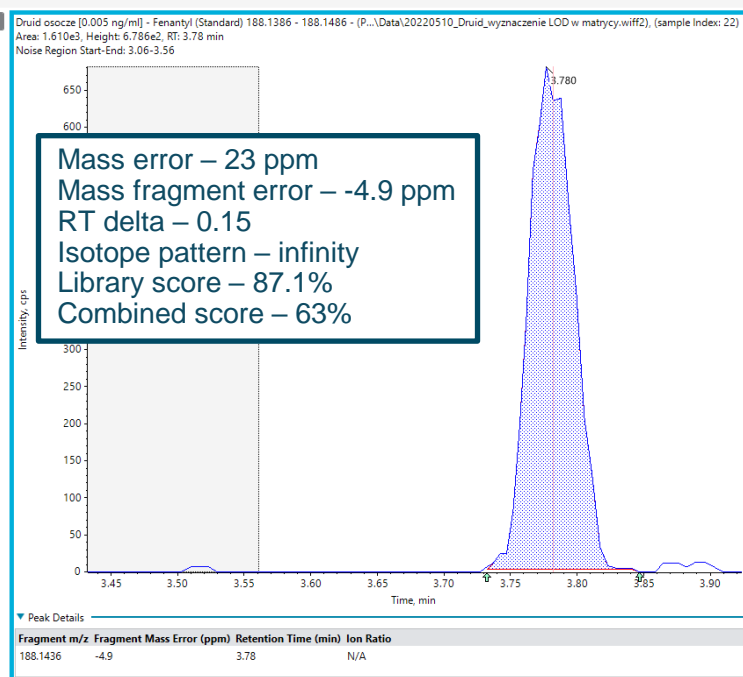 Druid osocze [0.005 ng/ml] - Fenantyl (Standard) 188.1386 - 188.1486 - (P...\Data\20220510_Druid_wyznaczenie LOD w matrycy.wiff2), (sample Index: 22)
Area: 1.610e3, Height: 6.786e2, RT: 3.78 min
Noise Region Start-End: 3.06-3.56
650
3.780
600
Mass error – 23 ppm
Mass fragment error – -4.9 ppm
RT delta – 0.15
Isotope pattern – infinity
Library score – 87.1%
Combined score – 63%
Intensity, cps
300
250
200
150
100
50
0
3.45 3.50 3.55 3.60 3.65 3.70 3.75 3.80 3.85 3.90
Time, min
Peak Details
Fragment m/z Fragment Mass Error (ppm) Retention Time (min) Ion Ratio
188.1436 -4.9 3.78 N/A